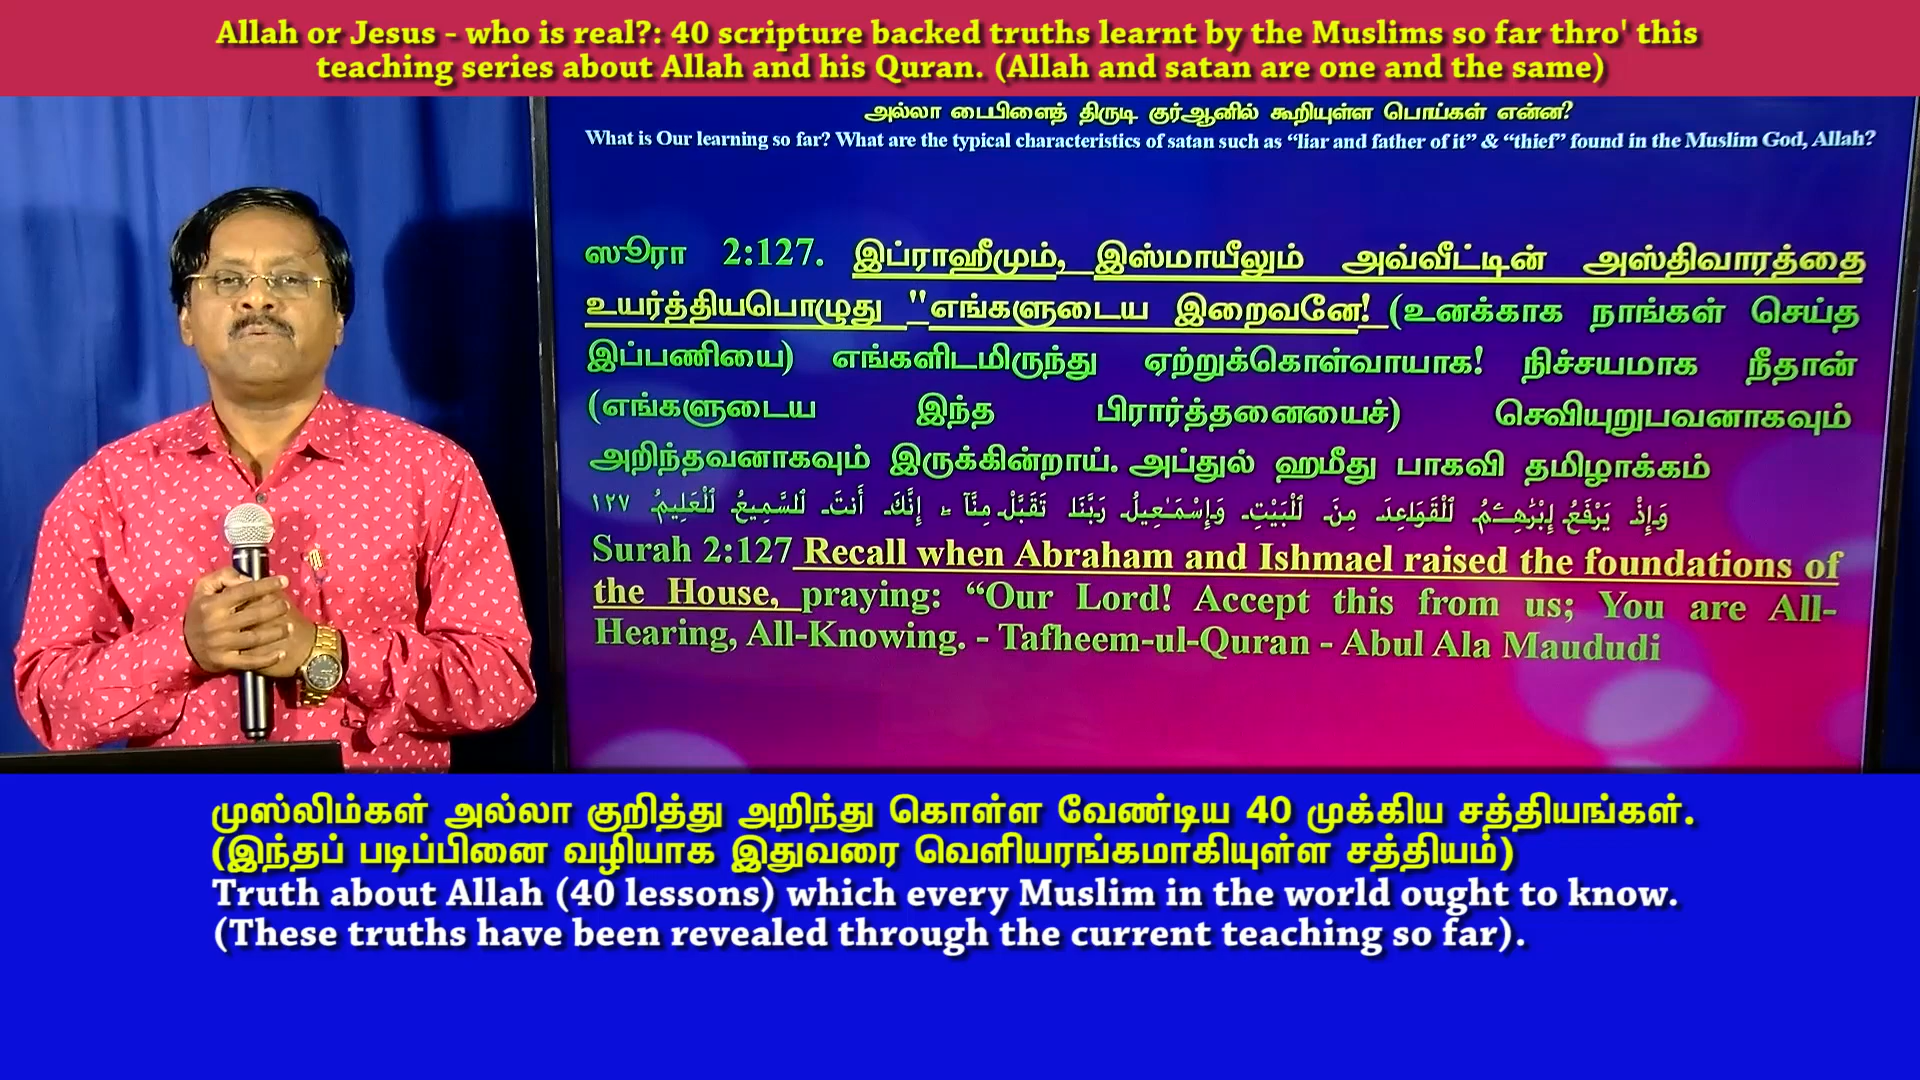 Allah or Jesus - who is real?: 40 scripture backed truths learnt by the Muslims so far thro' this
teaching series about Allah and his Quran. (Allah and satan are one and the same)
அல்லா பைபிளைத் திருடி குர்ஆனில் கூறியுள்ள பொய்கள் என்ன?
What is Our learning so far? What are the typical characteristics of satan such as “liar and father of it” & “thief” found in the Muslim God, Allah?
ஸூரா 2:127. இப்ராஹீமும், இஸ்மாயீலும் அவ்வீட்டின் அஸ்திவாரத்தை
உயர்த்தியபொழுது "எங்களுடைய இறைவனே! (உனக்காக நாங்கள் செய்த
இப்பணியை) எங்களிடமிருந்து ஏற்றுக்கொள்வாயாக! நிச்சயமாக நீதான்
(எங்களுடைய இந்த பிரார்த்தனையைச்) செவியுறுபவனாகவும்
அறிந்தவனாகவும் இருக்கின்றாய். அப்துல் ஹமீது பாகவி தமிழாக்கம்
وَإِذْ يَرْفَعُ إِبْرَٰهِـۧمُ ٱلْقَوَاعِدَ مِنَ ٱلْبَيْتِ وَإِسْمَـٰعِيلُ رَبَّنَا تَقَبَّلْ مِنَّآ ۖ إِنَّكَ أَنتَ ٱلسَّمِيعُ ٱلْعَلِيمُ ١٢٧
Surah 2:127 Recall when Abraham and Ishmael raised the foundations of
the House, praying: “Our Lord! Accept this from us; You are All-
Hearing, All-Knowing. - Tafheem-ul-Quran - Abul Ala Maududi
முஸ்லிம்கள் அல்லா குறித்து அறிந்து கொள்ள வேண்டிய 40 முக்கிய சத்தியங்கள்.
(இந்தப் படிப்பினை வழியாக இதுவரை வெளியரங்கமாகியுள்ள சத்தியம்)
Truth about Allah (40 lessons) which every Muslim in the world ought to know.
(These truths have been revealed through the current teaching so far).